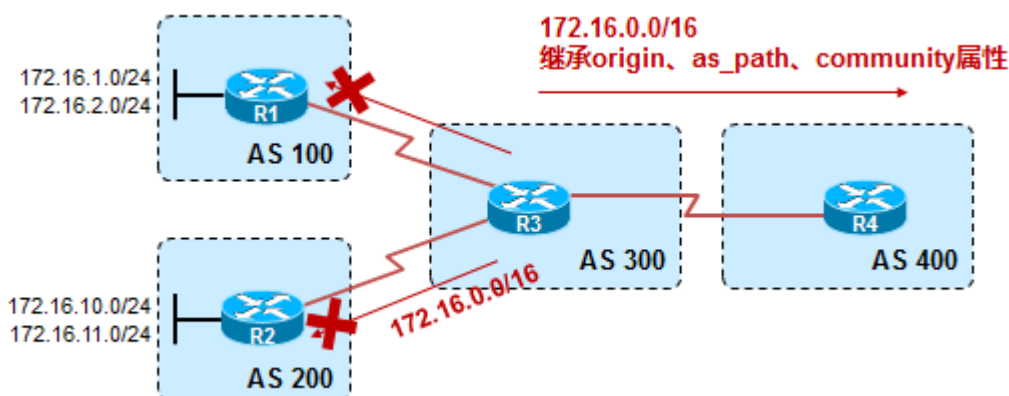 172.16.0.0/16
继承origin、as_path、community属性
172.16.1.0/24
172.16.2.0/24
R1
AS 100
R3
AS 300
R4
AS 400
172.16.0.0/16
172.16.10.0/24
172.16.11.0/24
R2
AS 200